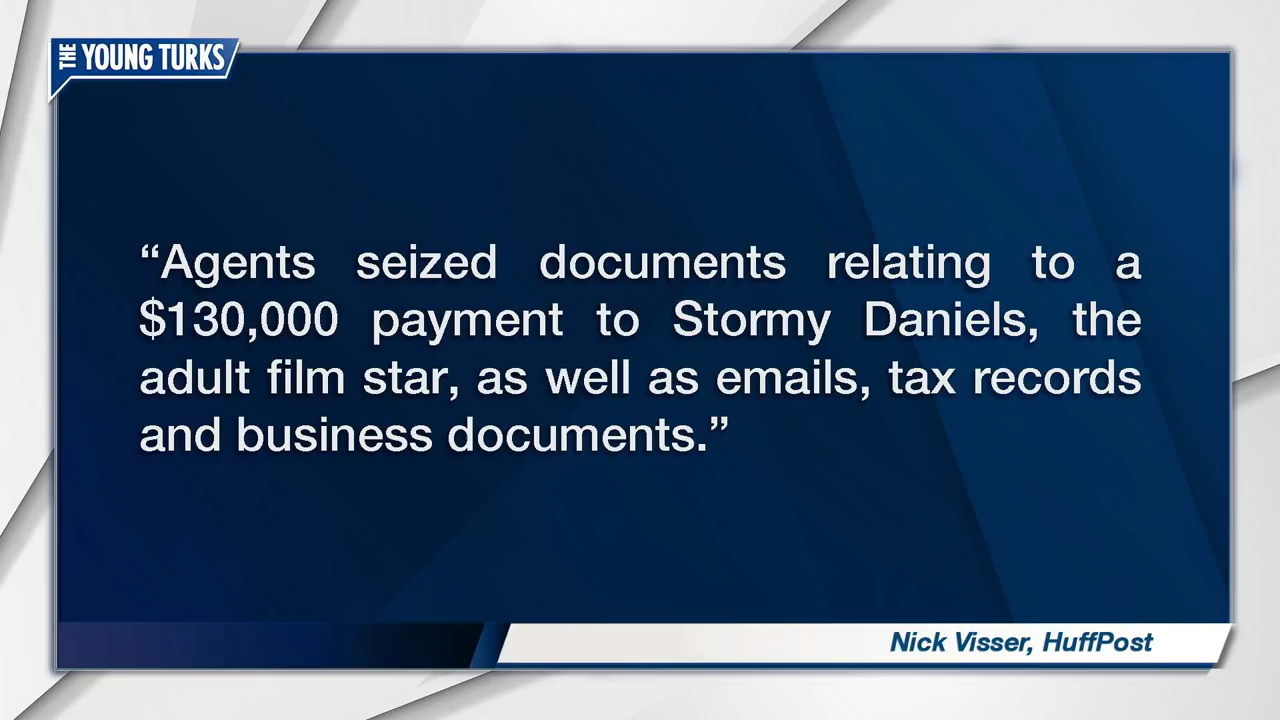 THE YOUNG TURKS
“Agents seized documents relating to a
$130,000 payment to Stormy Daniels, the
adult film star, as well as emails, tax records
and business documents.”
Nick Visser, HuffPost